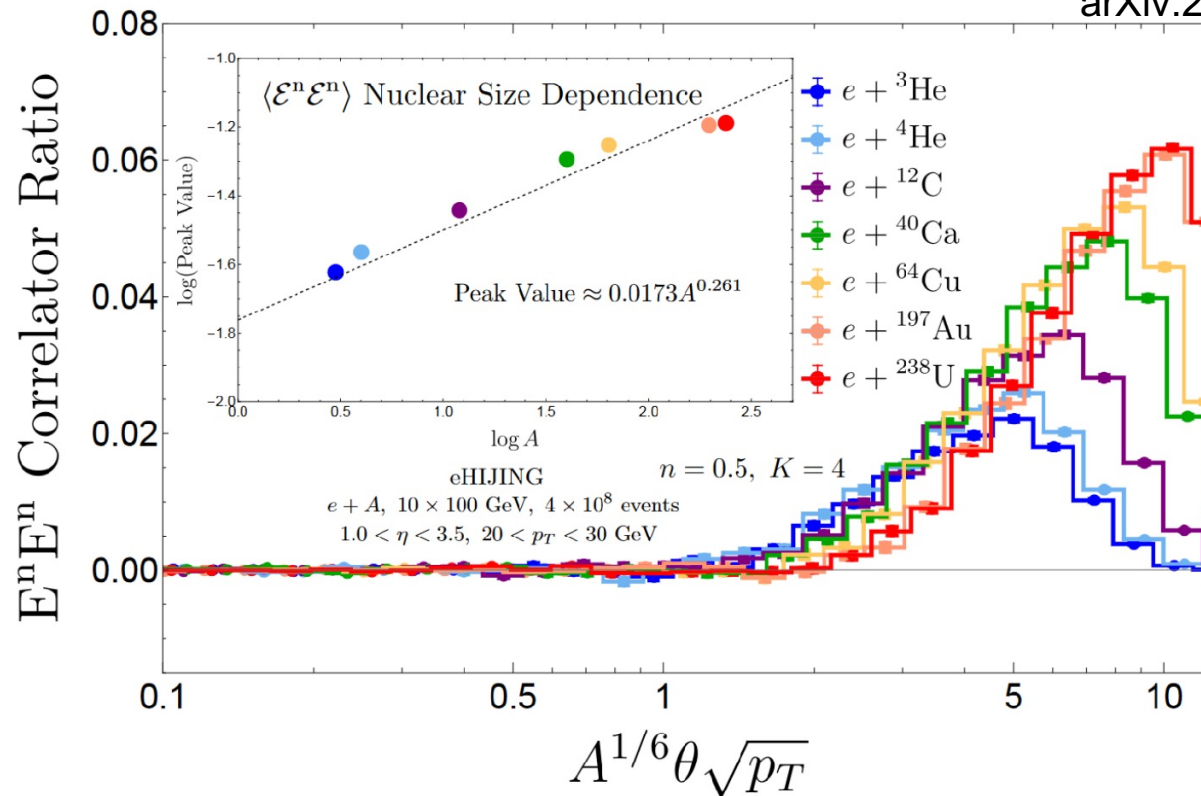 arXiv.2
0.08
0.06
0.04
0.02
0.00
EⁿEⁿ Correlator Ratio
0.1 0.5 1 5 10
A^{1/6}θ√p_T
⟨ℰⁿℰⁿ⟩ Nuclear Size Dependence
log(Peak Value)
-1.0
-1.2
-1.4
-1.6
-1.8
-2.0
0.0 0.5 1.0 1.5 2.0 2.5
log A
Peak Value ≈ 0.0173A^{0.261}
e + ³He
e + ⁴He
e + ¹²C
e + ⁴⁰Ca
e + ⁶⁴Cu
e + ¹⁹⁷Au
e + ²³⁸U
eHIJING
e + A, 10 × 100 GeV, 4 × 10⁸ events
1.0 < η < 3.5, 20 < p_T < 30 GeV
n = 0.5, K = 4